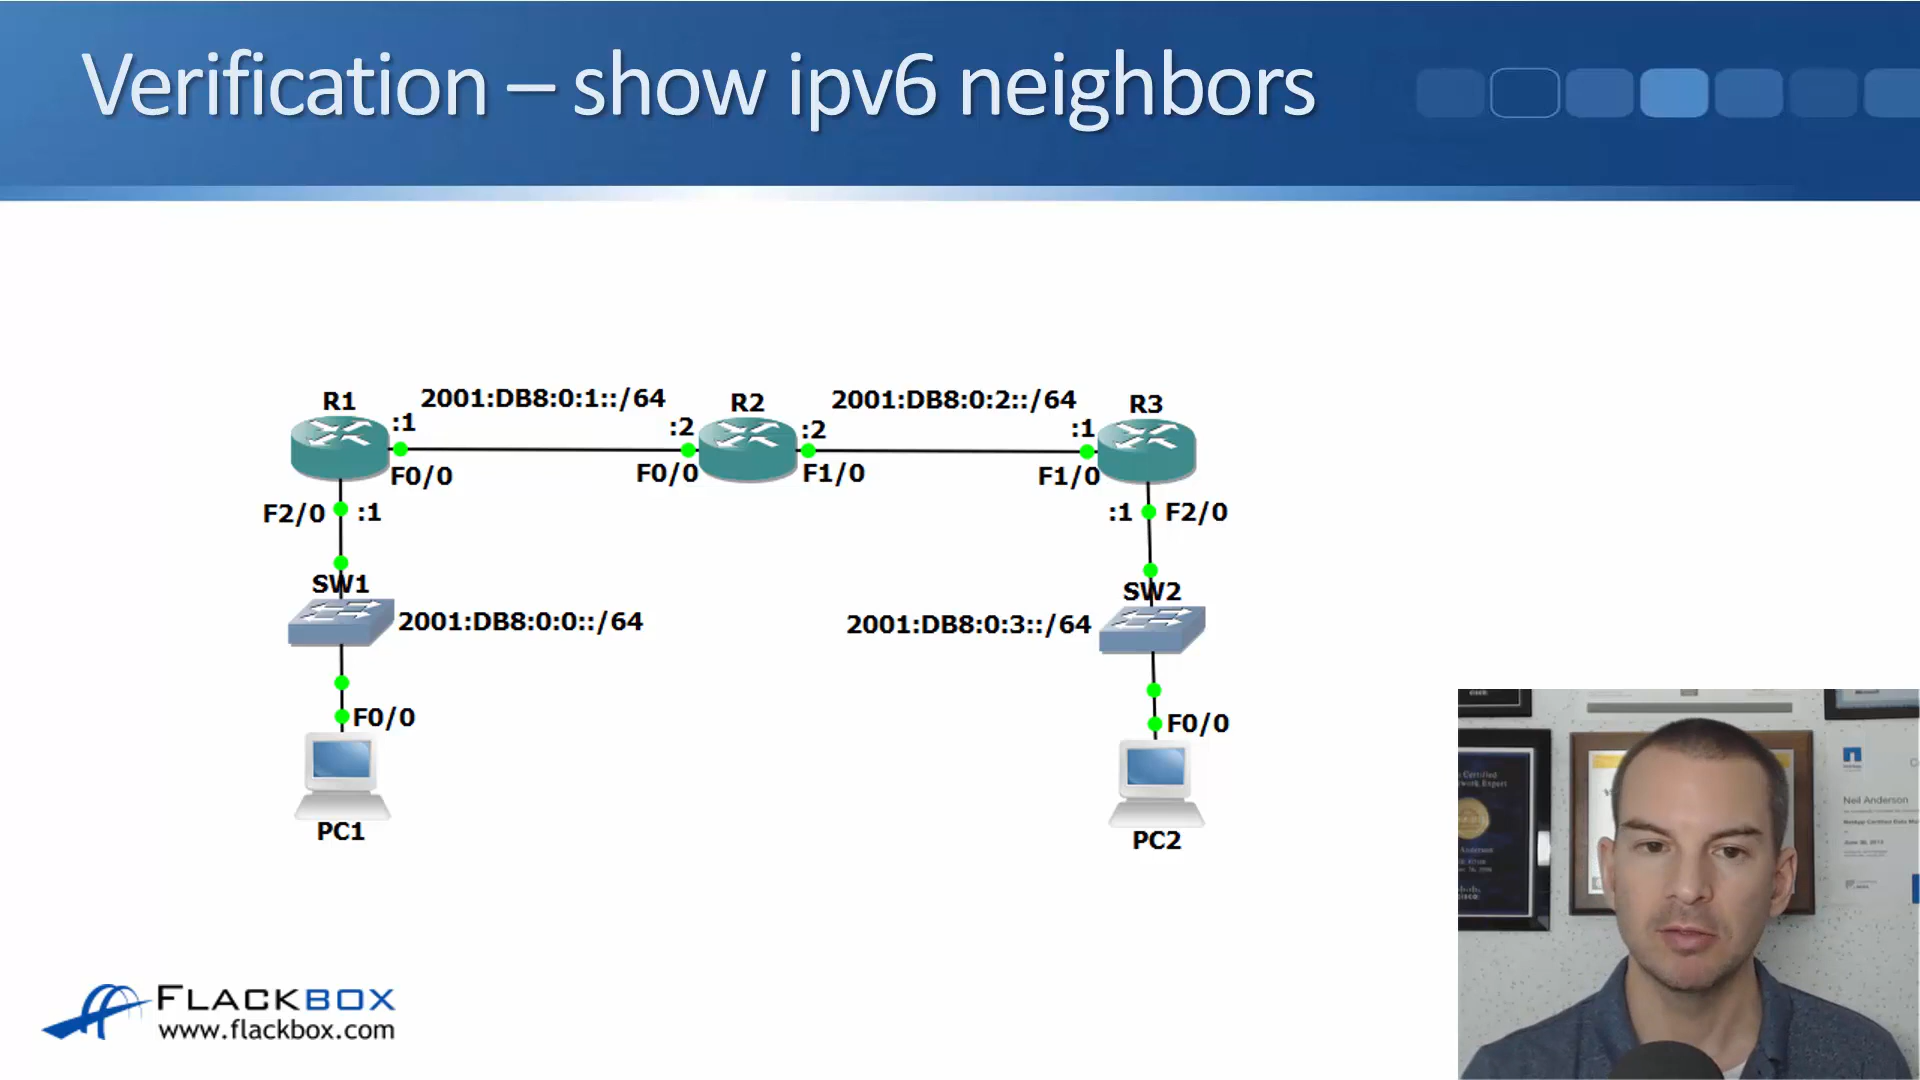 Verification – show ipv6 neighbors
R1
2001:DB8:0:1::/64
R2
2001:DB8:0:2::/64
R3
:1
:2
:2
:1
F0/0
F0/0
F1/0
F1/0
F2/0
:1
:1
F2/0
SW1
SW2
2001:DB8:0:0::/64
2001:DB8:0:3::/64
F0/0
F0/0
PC1
PC2
Neil Anderson
FLACKBOX
www.flackbox.com